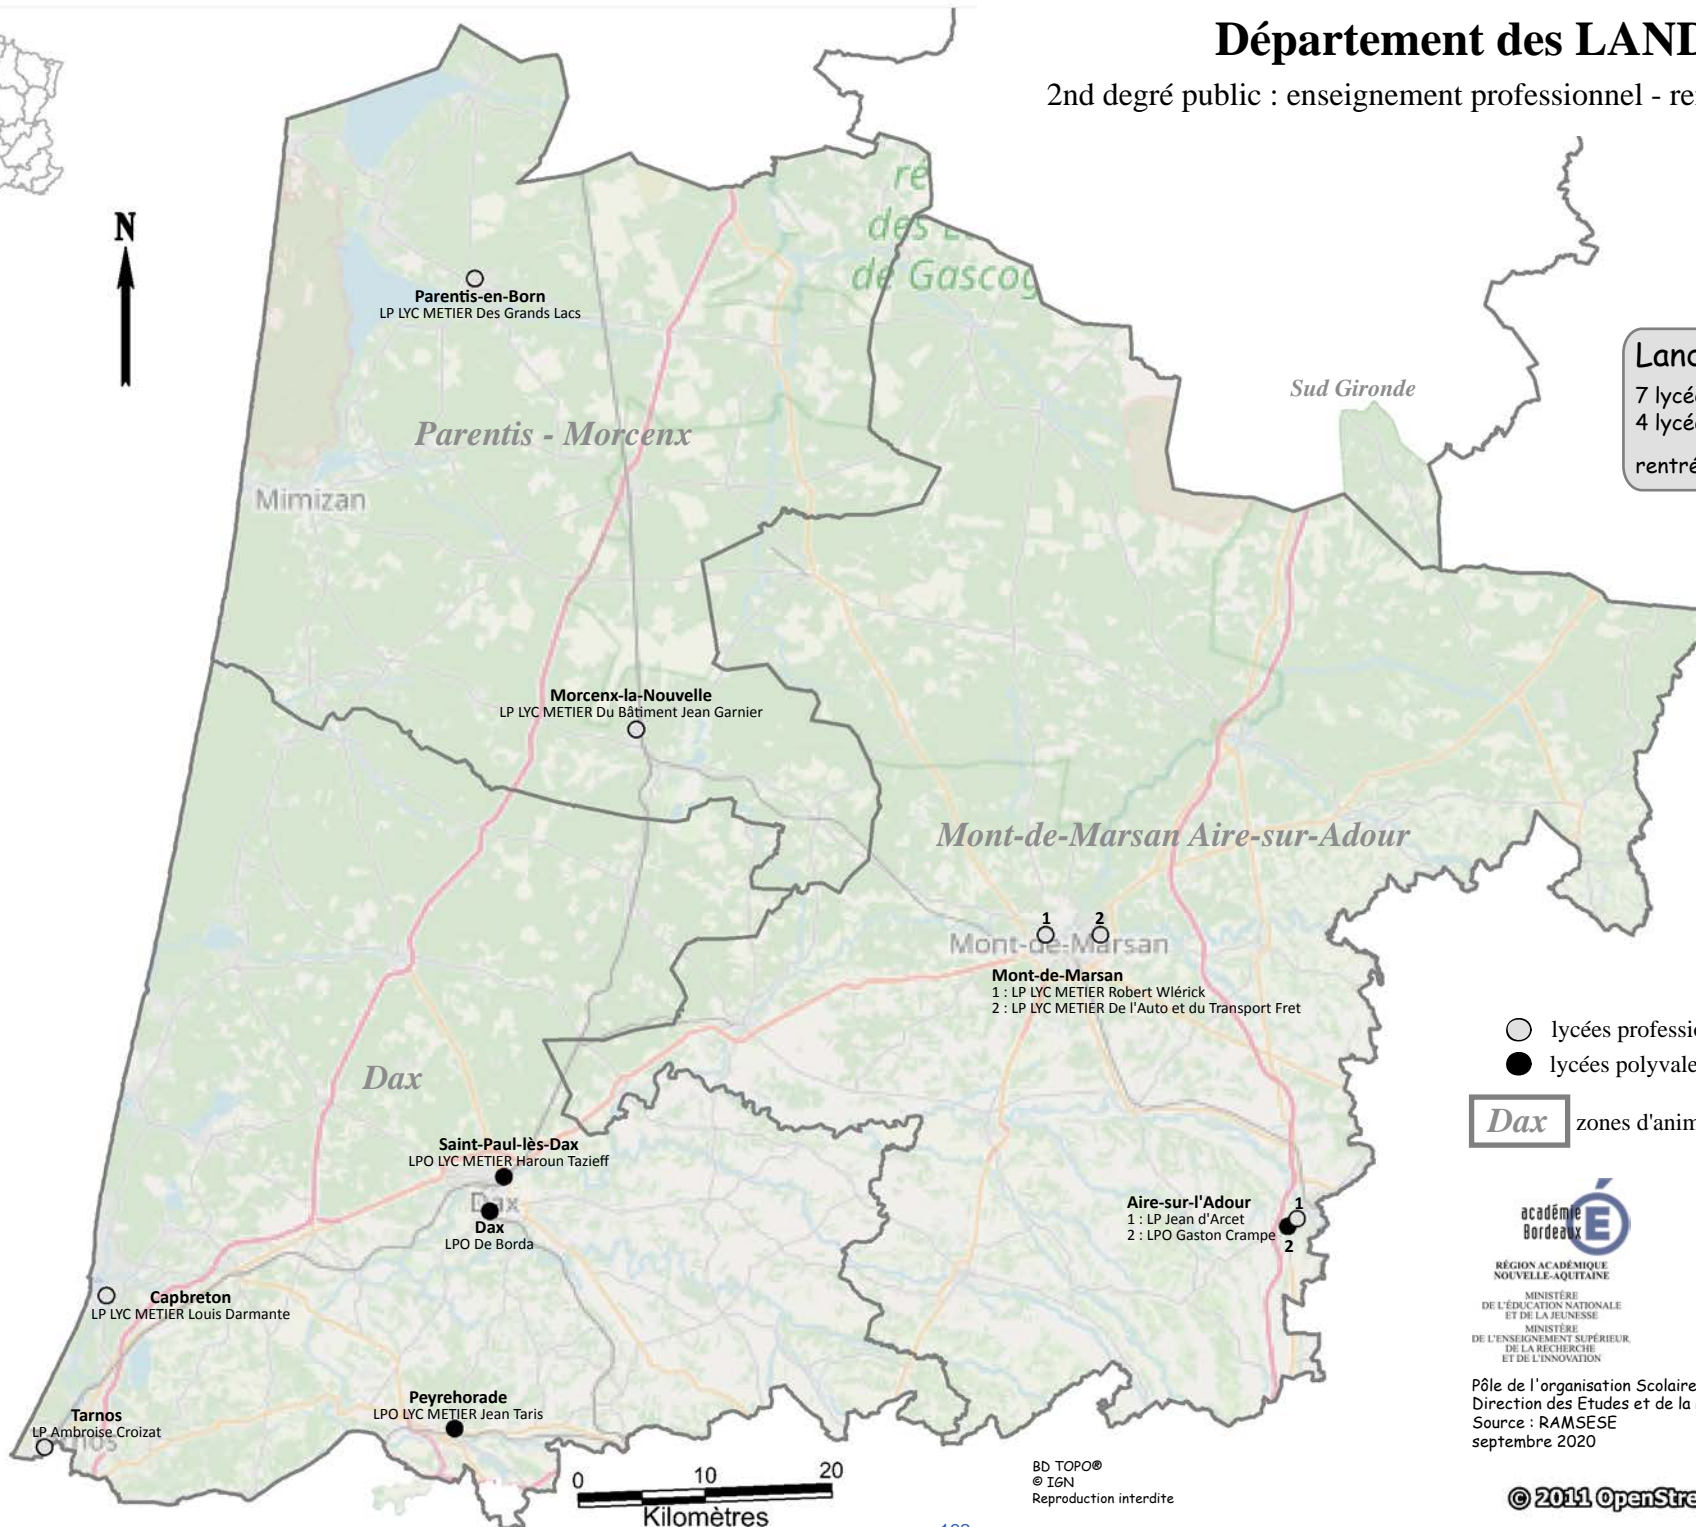 Département des LAND
2nd degré public : enseignement professionnel - re
N
ré
des L
de Gascog
Parentis-en-Born
LP LYC METIER Des Grands Lacs
Sud Gironde
Land
7 lycé
4 lycé
rentré
Parentis - Morcenx
Mimizan
Morcenx-la-Nouvelle
LP LYC METIER Du Bâtiment Jean Garnier
Mont-de-Marsan Aire-sur-Adour
1 2
Mont-de-Marsan
Mont-de-Marsan
1 : LP LYC METIER Robert Wlérick
2 : LP LYC METIER De l'Auto et du Transport Fret
lycées professi
lycées polyvale
Dax
Dax zones d'anim
Saint-Paul-lès-Dax
LPO LYC METIER Haroun Tazieff
Dax
Dax
LPO De Borda
Aire-sur-l'Adour
1 : LP Jean d'Arcet
2 : LPO Gaston Crampe
1
2
académie
Bordeaux
É
RÉGION ACADÉMIQUE
NOUVELLE-AQUITAINE
MINISTÈRE
DE L'ÉDUCATION NATIONALE
ET DE LA JEUNESSE
MINISTÈRE
DE L'ENSEIGNEMENT SUPÉRIEUR,
DE LA RECHERCHE
ET DE L'INNOVATION
Capbreton
LP LYC METIER Louis Darmante
Peyrehorade
LPO LYC METIER Jean Taris
Tarnos
LP Ambroise Croizat
Pôle de l'organisation Scolaire
Direction des Etudes et de la
Source : RAMSESE
septembre 2020
0 10 20
Kilomètres
BD TOPO®
© IGN
Reproduction interdite
© 2011 OpenStre